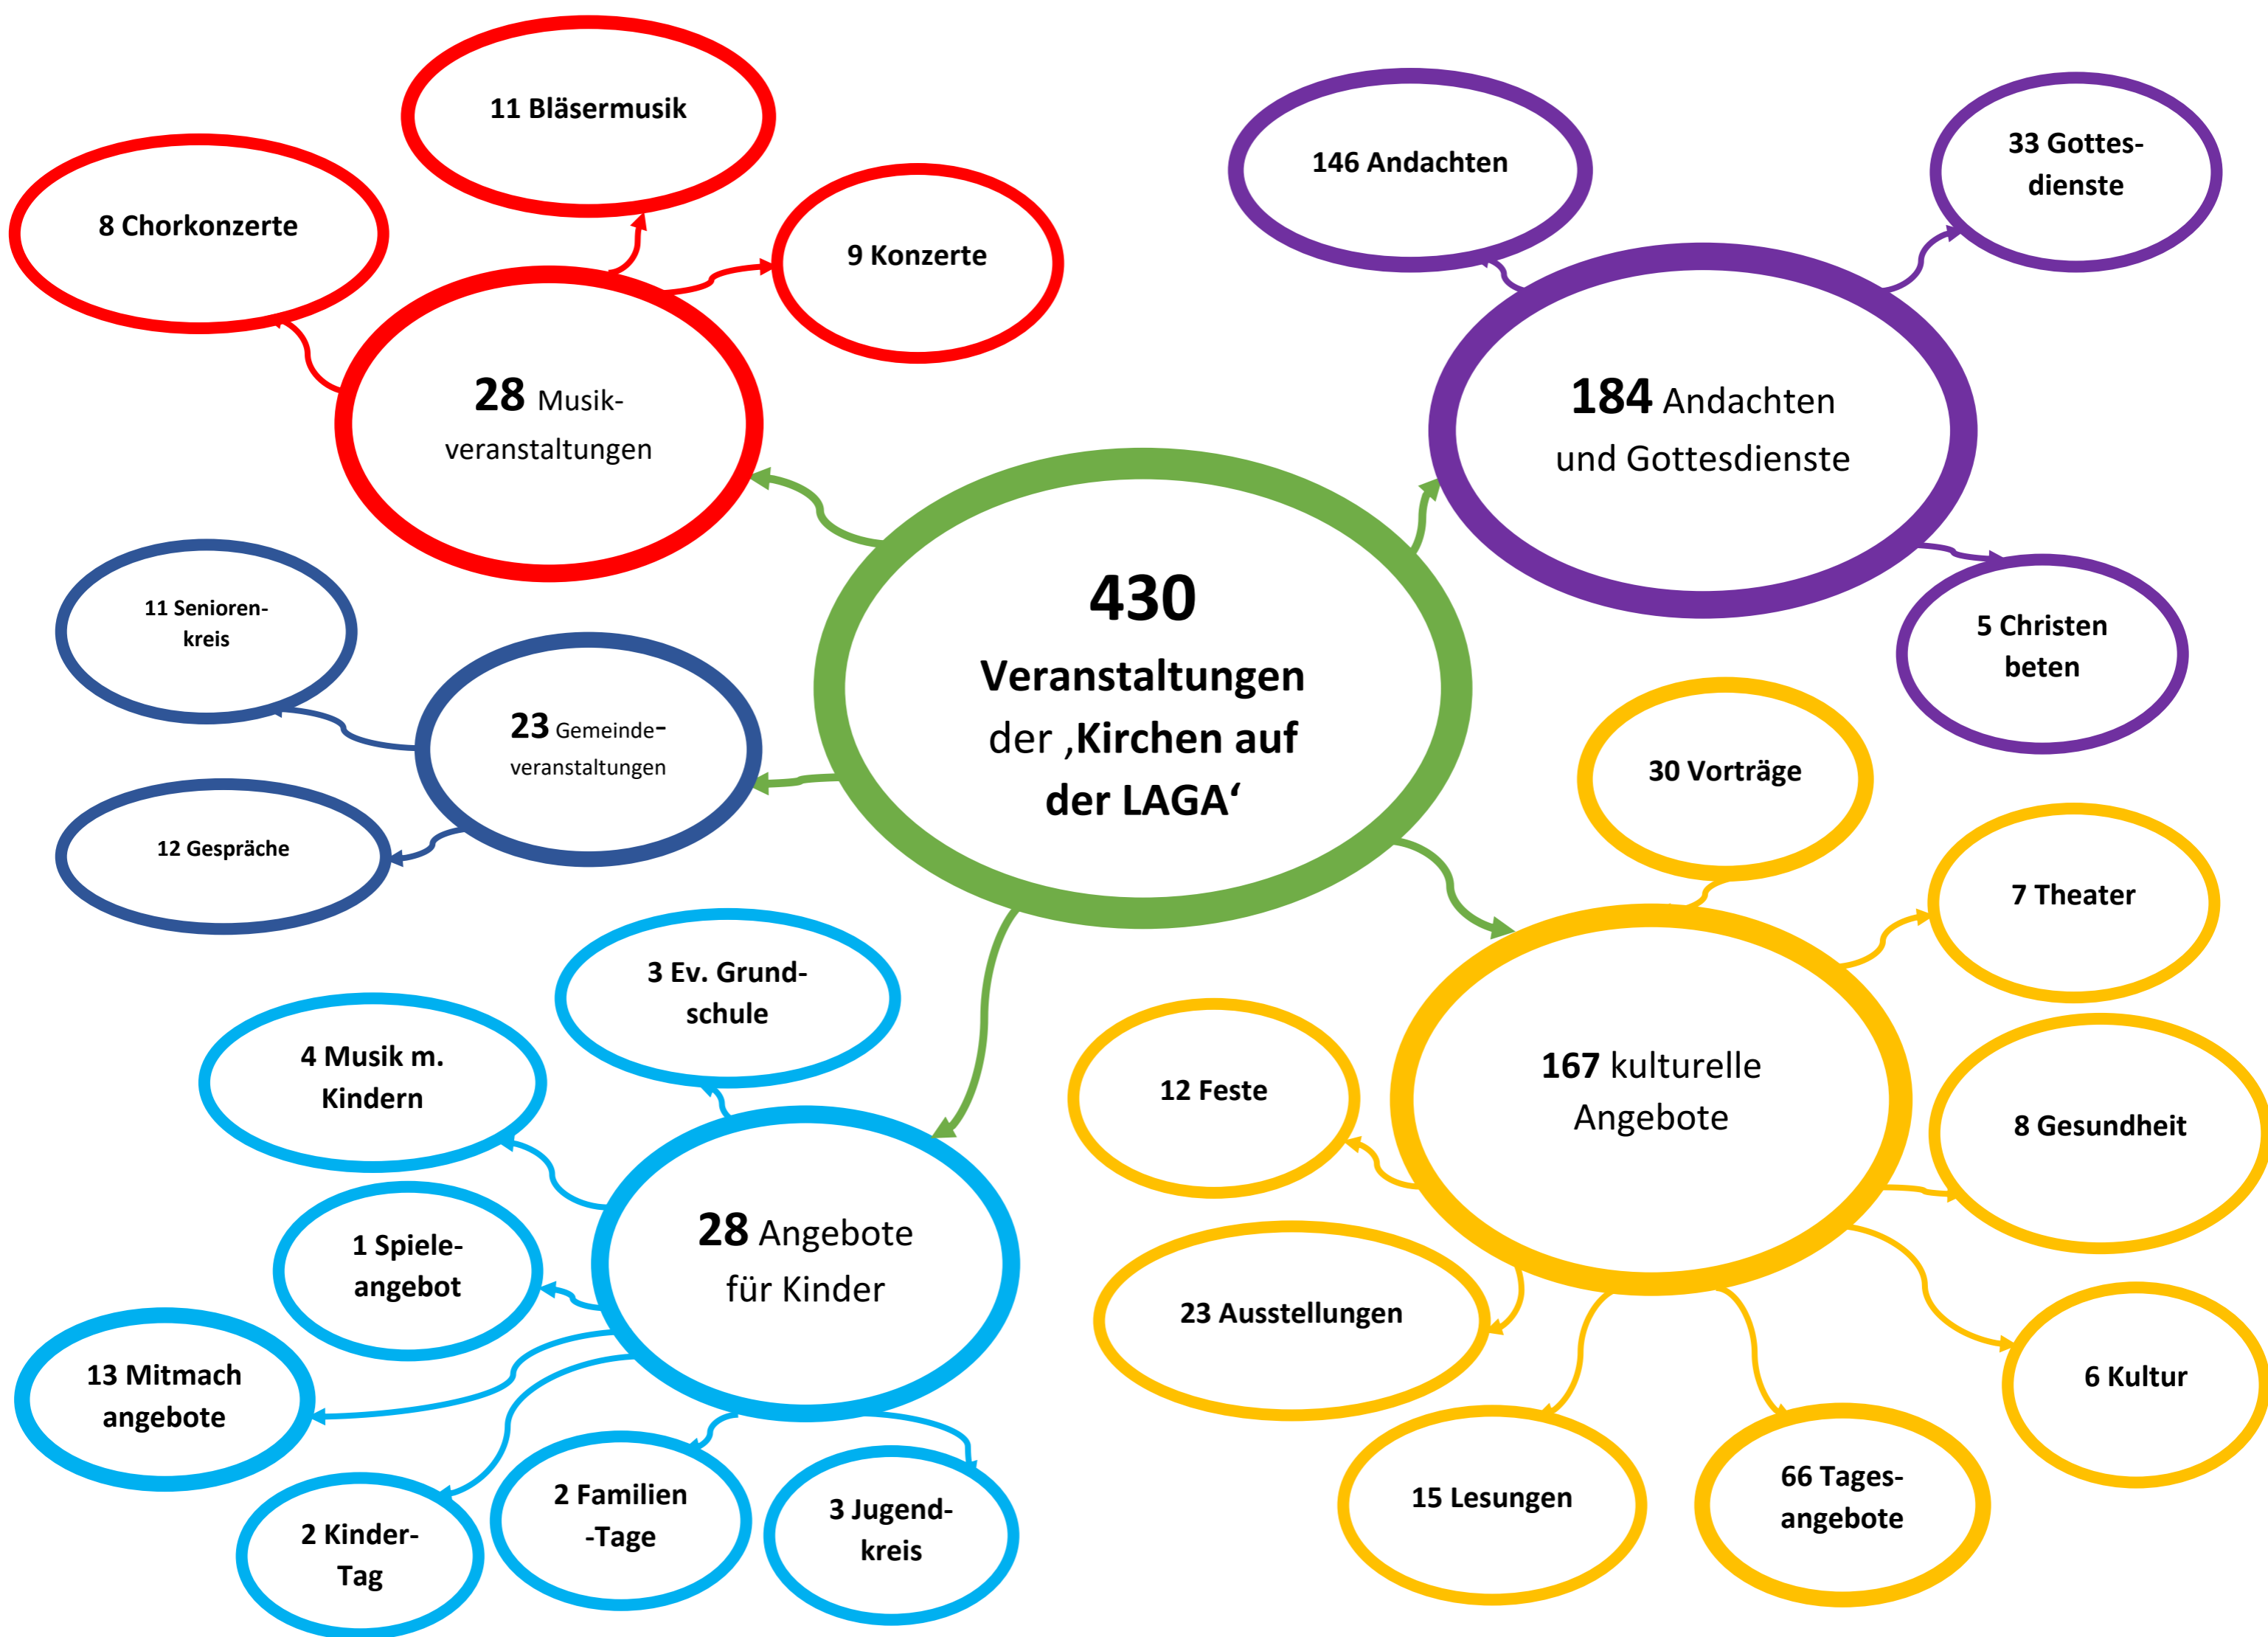 430
Veranstaltungen
der ‚Kirchen auf
der LAGA‘
28 Musik-
veranstaltungen
8 Chorkonzerte
11 Bläsermusik
9 Konzerte
184 Andachten
und Gottesdienste
146 Andachten
33 Gottes-
dienste
5 Christen
beten
23 Gemeinde-
veranstaltungen
11 Senioren-
kreis
12 Gespräche
28 Angebote
für Kinder
3 Ev. Grund-
schule
4 Musik m.
Kindern
1 Spiele-
angebot
13 Mitmach
angebote
2 Kinder-
Tag
2 Familien
-Tage
3 Jugend-
kreis
167 kulturelle
Angebote
30 Vorträge
7 Theater
8 Gesundheit
6 Kultur
66 Tages-
angebote
15 Lesungen
23 Ausstellungen
12 Feste